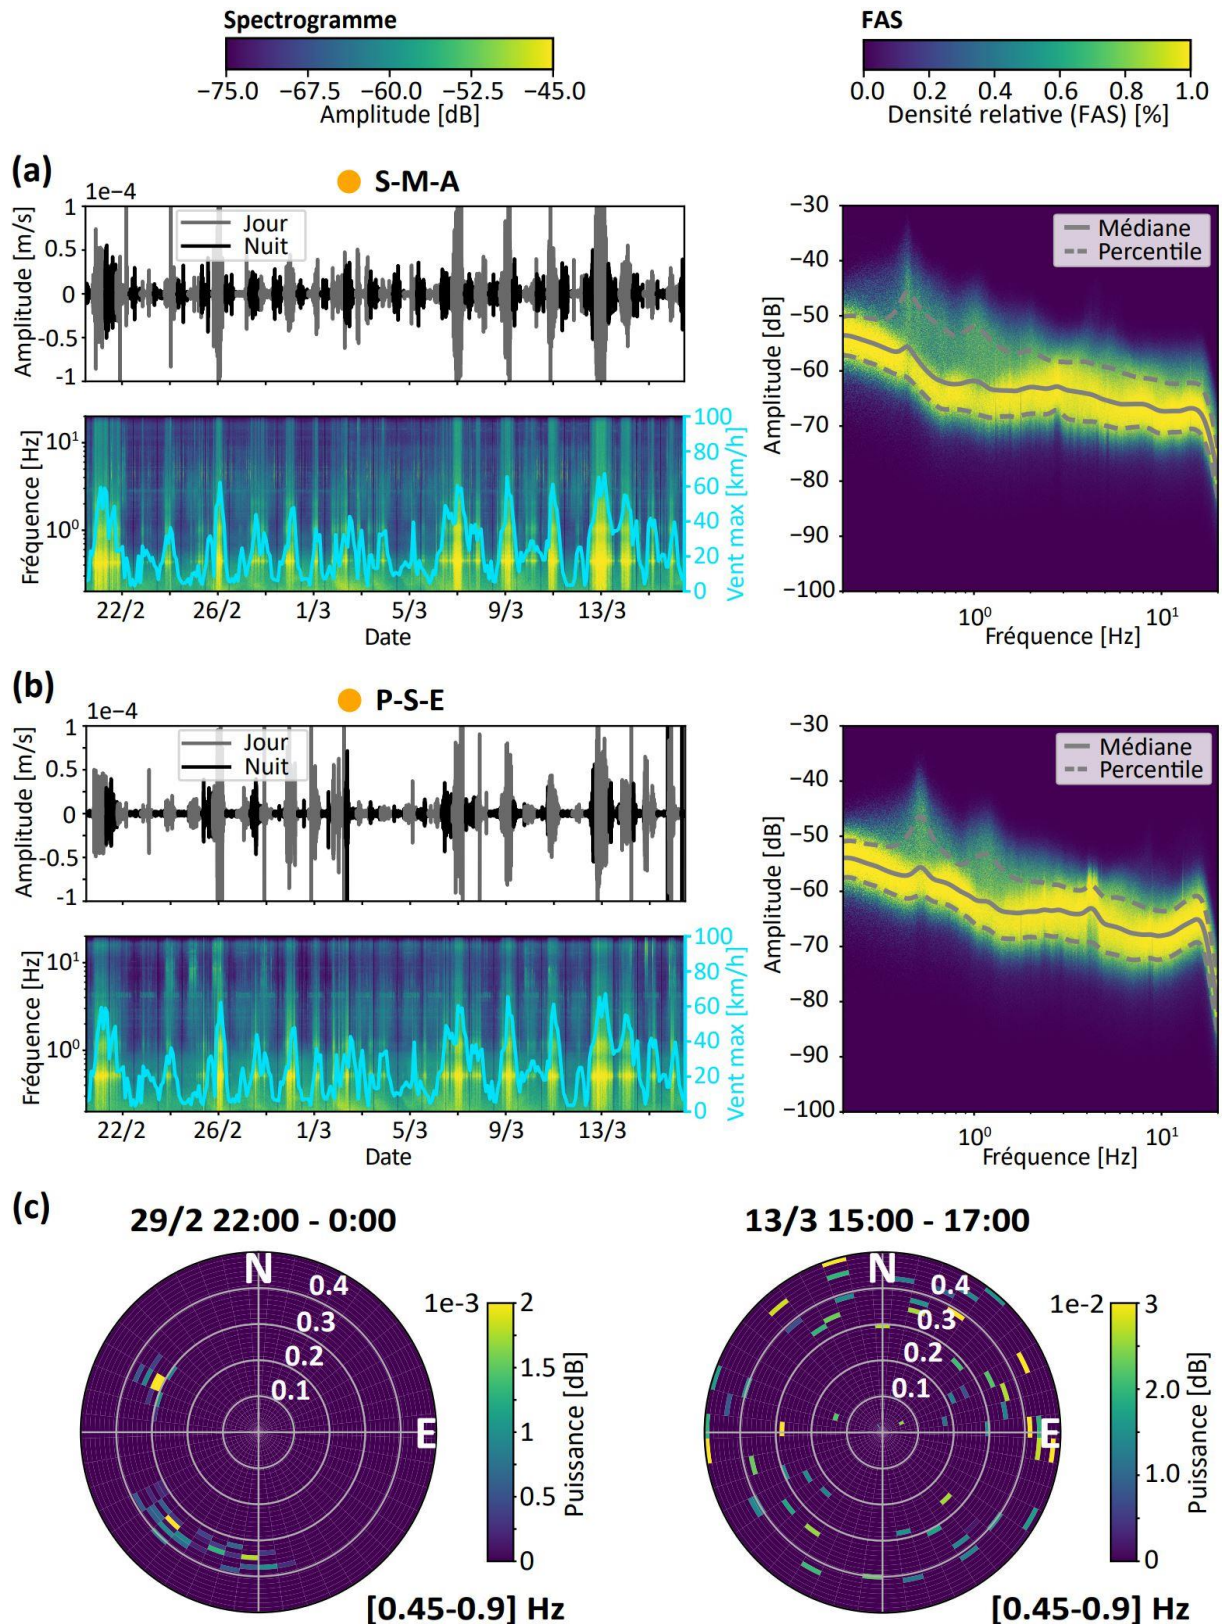 Spectrogramme
−75.0 −67.5 −60.0 −52.5 −45.0
Amplitude [dB]
FAS
0.0 0.2 0.4 0.6 0.8 1.0
Densité relative (FAS) [%]
(a)
S-M-A
1e−4
Amplitude [m/s]
1
0.5
0
-0.5
-1
Jour
Nuit
Fréquence [Hz]
10¹
10⁰
100
80
60
40
20
0
Vent max [km/h]
22/2 26/2 1/3 5/3 9/3 13/3
Date
Amplitude [dB]
−30
−40
−50
−60
−70
−80
−90
−100
Médiane
Percentile
10⁰ 10¹
Fréquence [Hz]
(b)
P-S-E
1e−4
Amplitude [m/s]
1
0.5
0
-0.5
-1
Jour
Nuit
Fréquence [Hz]
10¹
10⁰
100
80
60
40
20
0
Vent max [km/h]
22/2 26/2 1/3 5/3 9/3 13/3
Date
Amplitude [dB]
−30
−40
−50
−60
−70
−80
−90
−100
Médiane
Percentile
10⁰ 10¹
Fréquence [Hz]
(c)
29/2 22:00 - 0:00
N
0.4
0.3
0.2
0.1
E
1e-3
2
1.5
1
0.5
0
Puissance [dB]
[0.45-0.9] Hz
13/3 15:00 - 17:00
N
0.4
0.3
0.2
0.1
E
1e-2
3
2.0
1.0
0
Puissance [dB]
[0.45-0.9] Hz